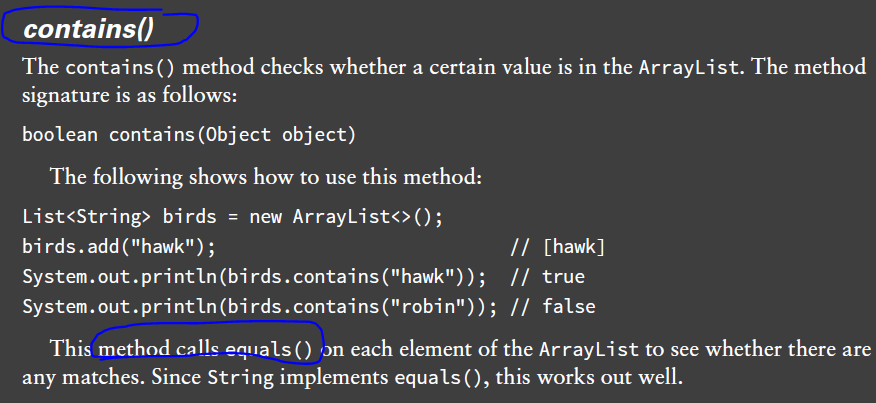 contains()
The contains() method checks whether a certain value is in the ArrayList. The method
signature is as follows:
boolean contains(Object object)
The following shows how to use this method:
List<String> birds = new ArrayList<>();
birds.add("hawk"); // [hawk]
System.out.println(birds.contains("hawk")); // true
System.out.println(birds.contains("robin")); // false
This method calls equals() on each element of the ArrayList to see whether there are
any matches. Since String implements equals(), this works out well.